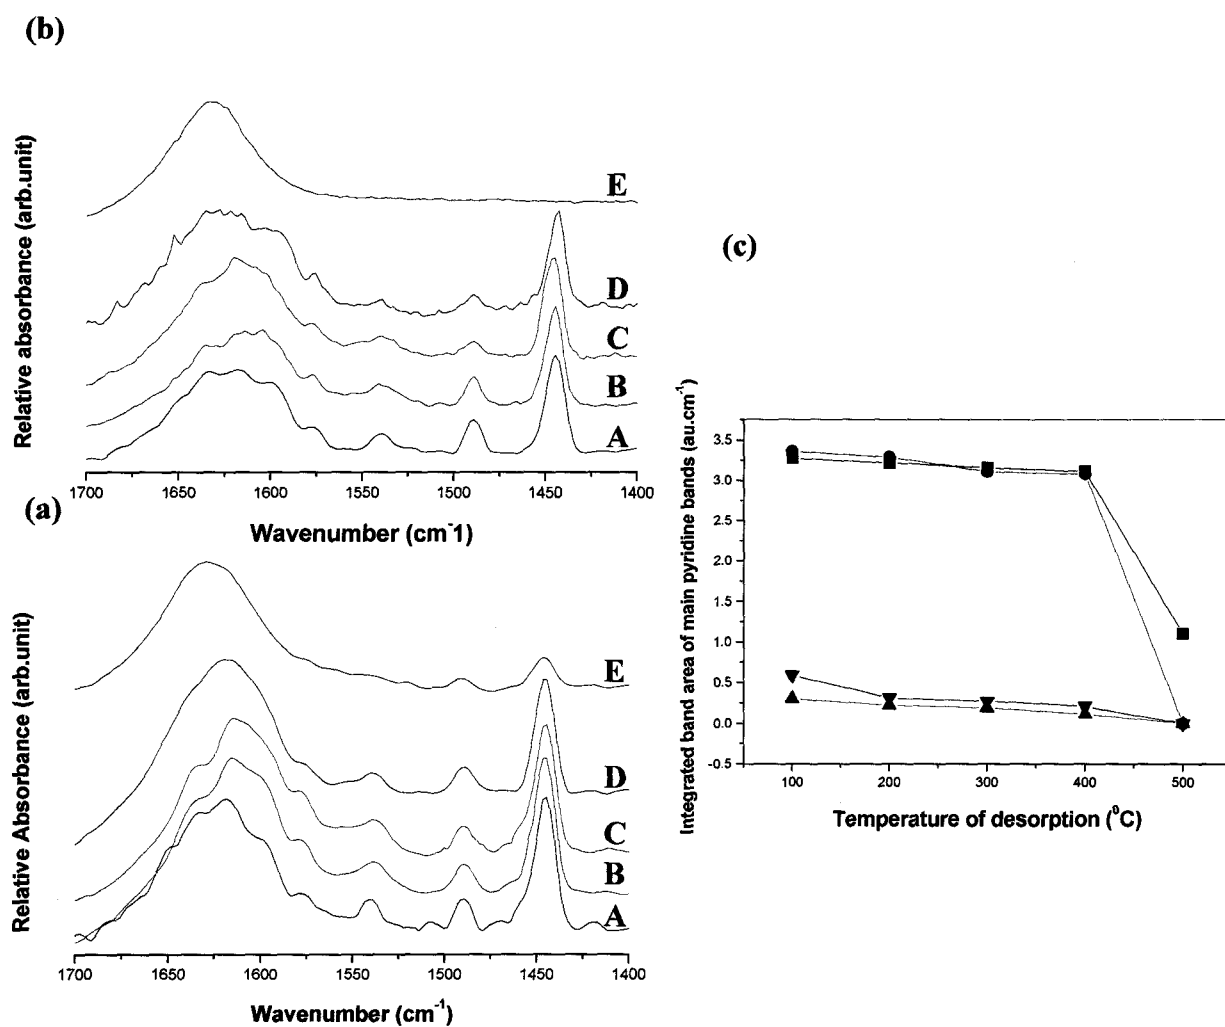 (b)
Relative absorbance (arb.unit)
E
D
C
B
A
1700 1650 1600 1550 1500 1450 1400
Wavenumber (cm⁻1)
(a)
Relative Absorbance (arb.unit)
E
D
C
B
A
1700 1650 1600 1550 1500 1450 1400
Wavenumber (cm⁻¹)
(c)
Integrated band area of main pyridine bands (au.cm⁻¹)
3.5
3.0
2.5
2.0
1.5
1.0
0.5
0.0
-0.5
100 200 300 400 500
Temperature of desorption (⁰C)